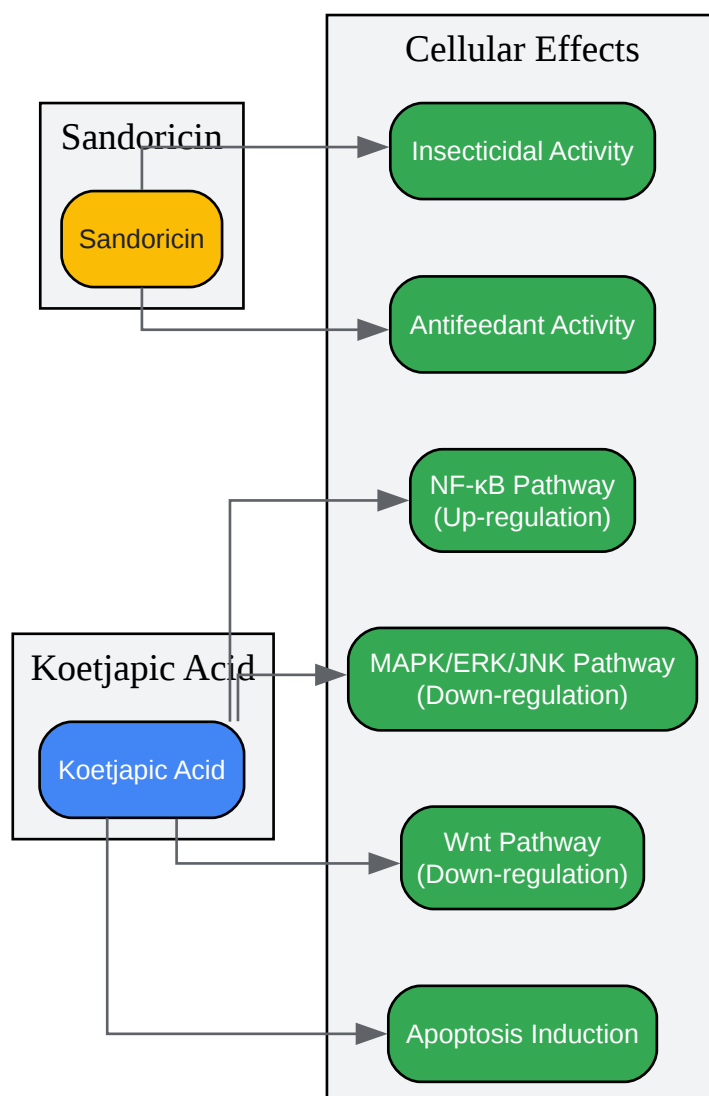 Cellular Effects
Sandoricin
Sandoricin
Insecticidal Activity
Antifeedant Activity
NF-κB Pathway
(Up-regulation)
Koetjapic Acid
Koetjapic Acid
MAPK/ERK/JNK Pathway
(Down-regulation)
Wnt Pathway
(Down-regulation)
Apoptosis Induction